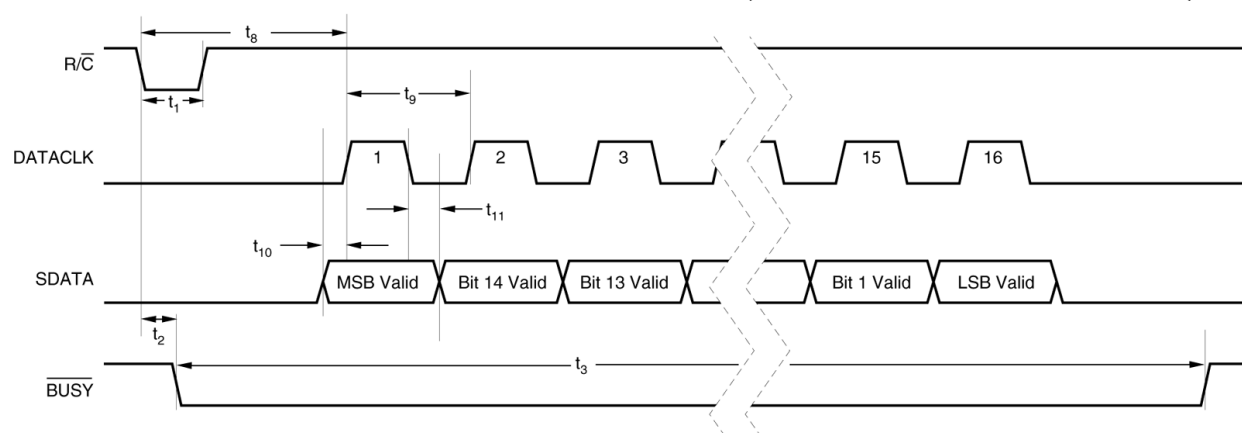 t8
R/C̅
t1
t9
DATACLK
1 2 3 15 16
t11
t10
SDATA
MSB Valid Bit 14 Valid Bit 13 Valid Bit 1 Valid LSB Valid
t2
t3
B̅U̅S̅Y̅